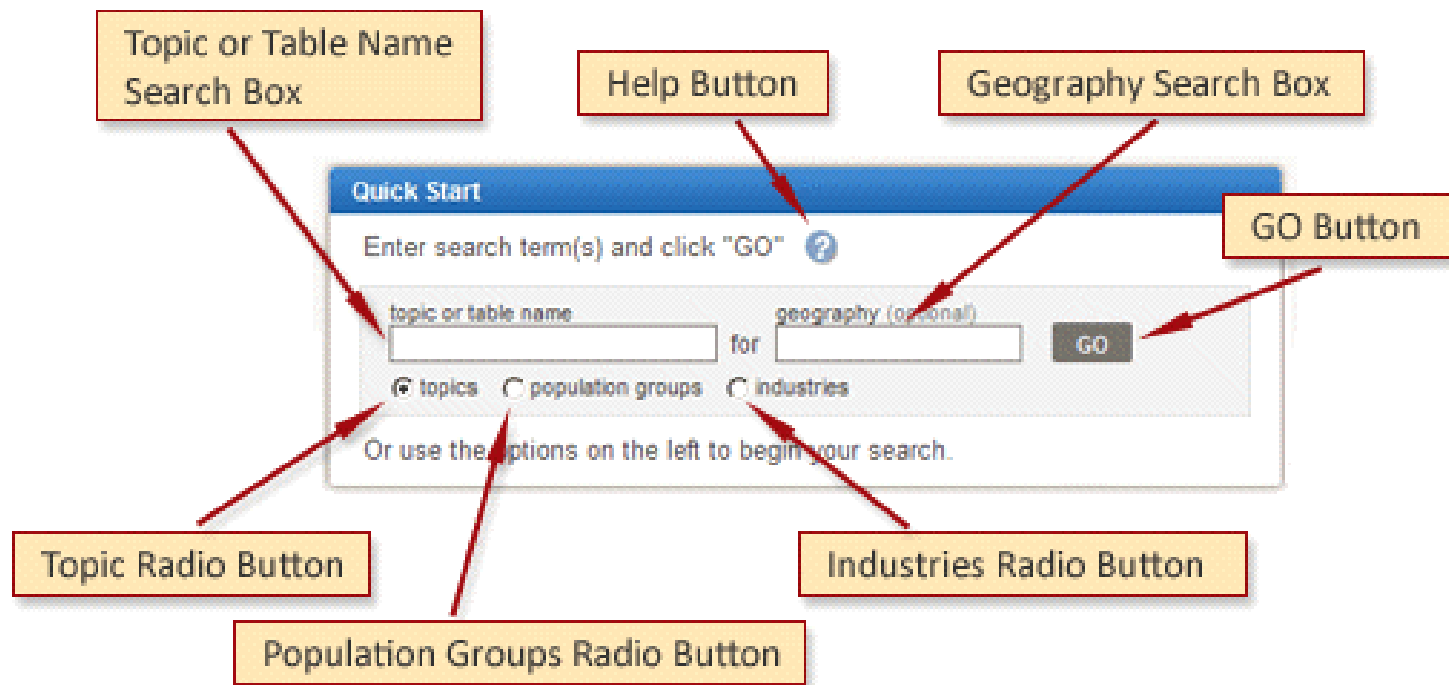 Topic or Table Name
Search Box
Help Button
Geography Search Box
Quick Start
GO Button
Enter search term(s) and click "GO" ?
topic or table name
geography (optional)
for
GO
topics
population groups
industries
Or use the options on the left to begin your search.
Topic Radio Button
Industries Radio Button
Population Groups Radio Button